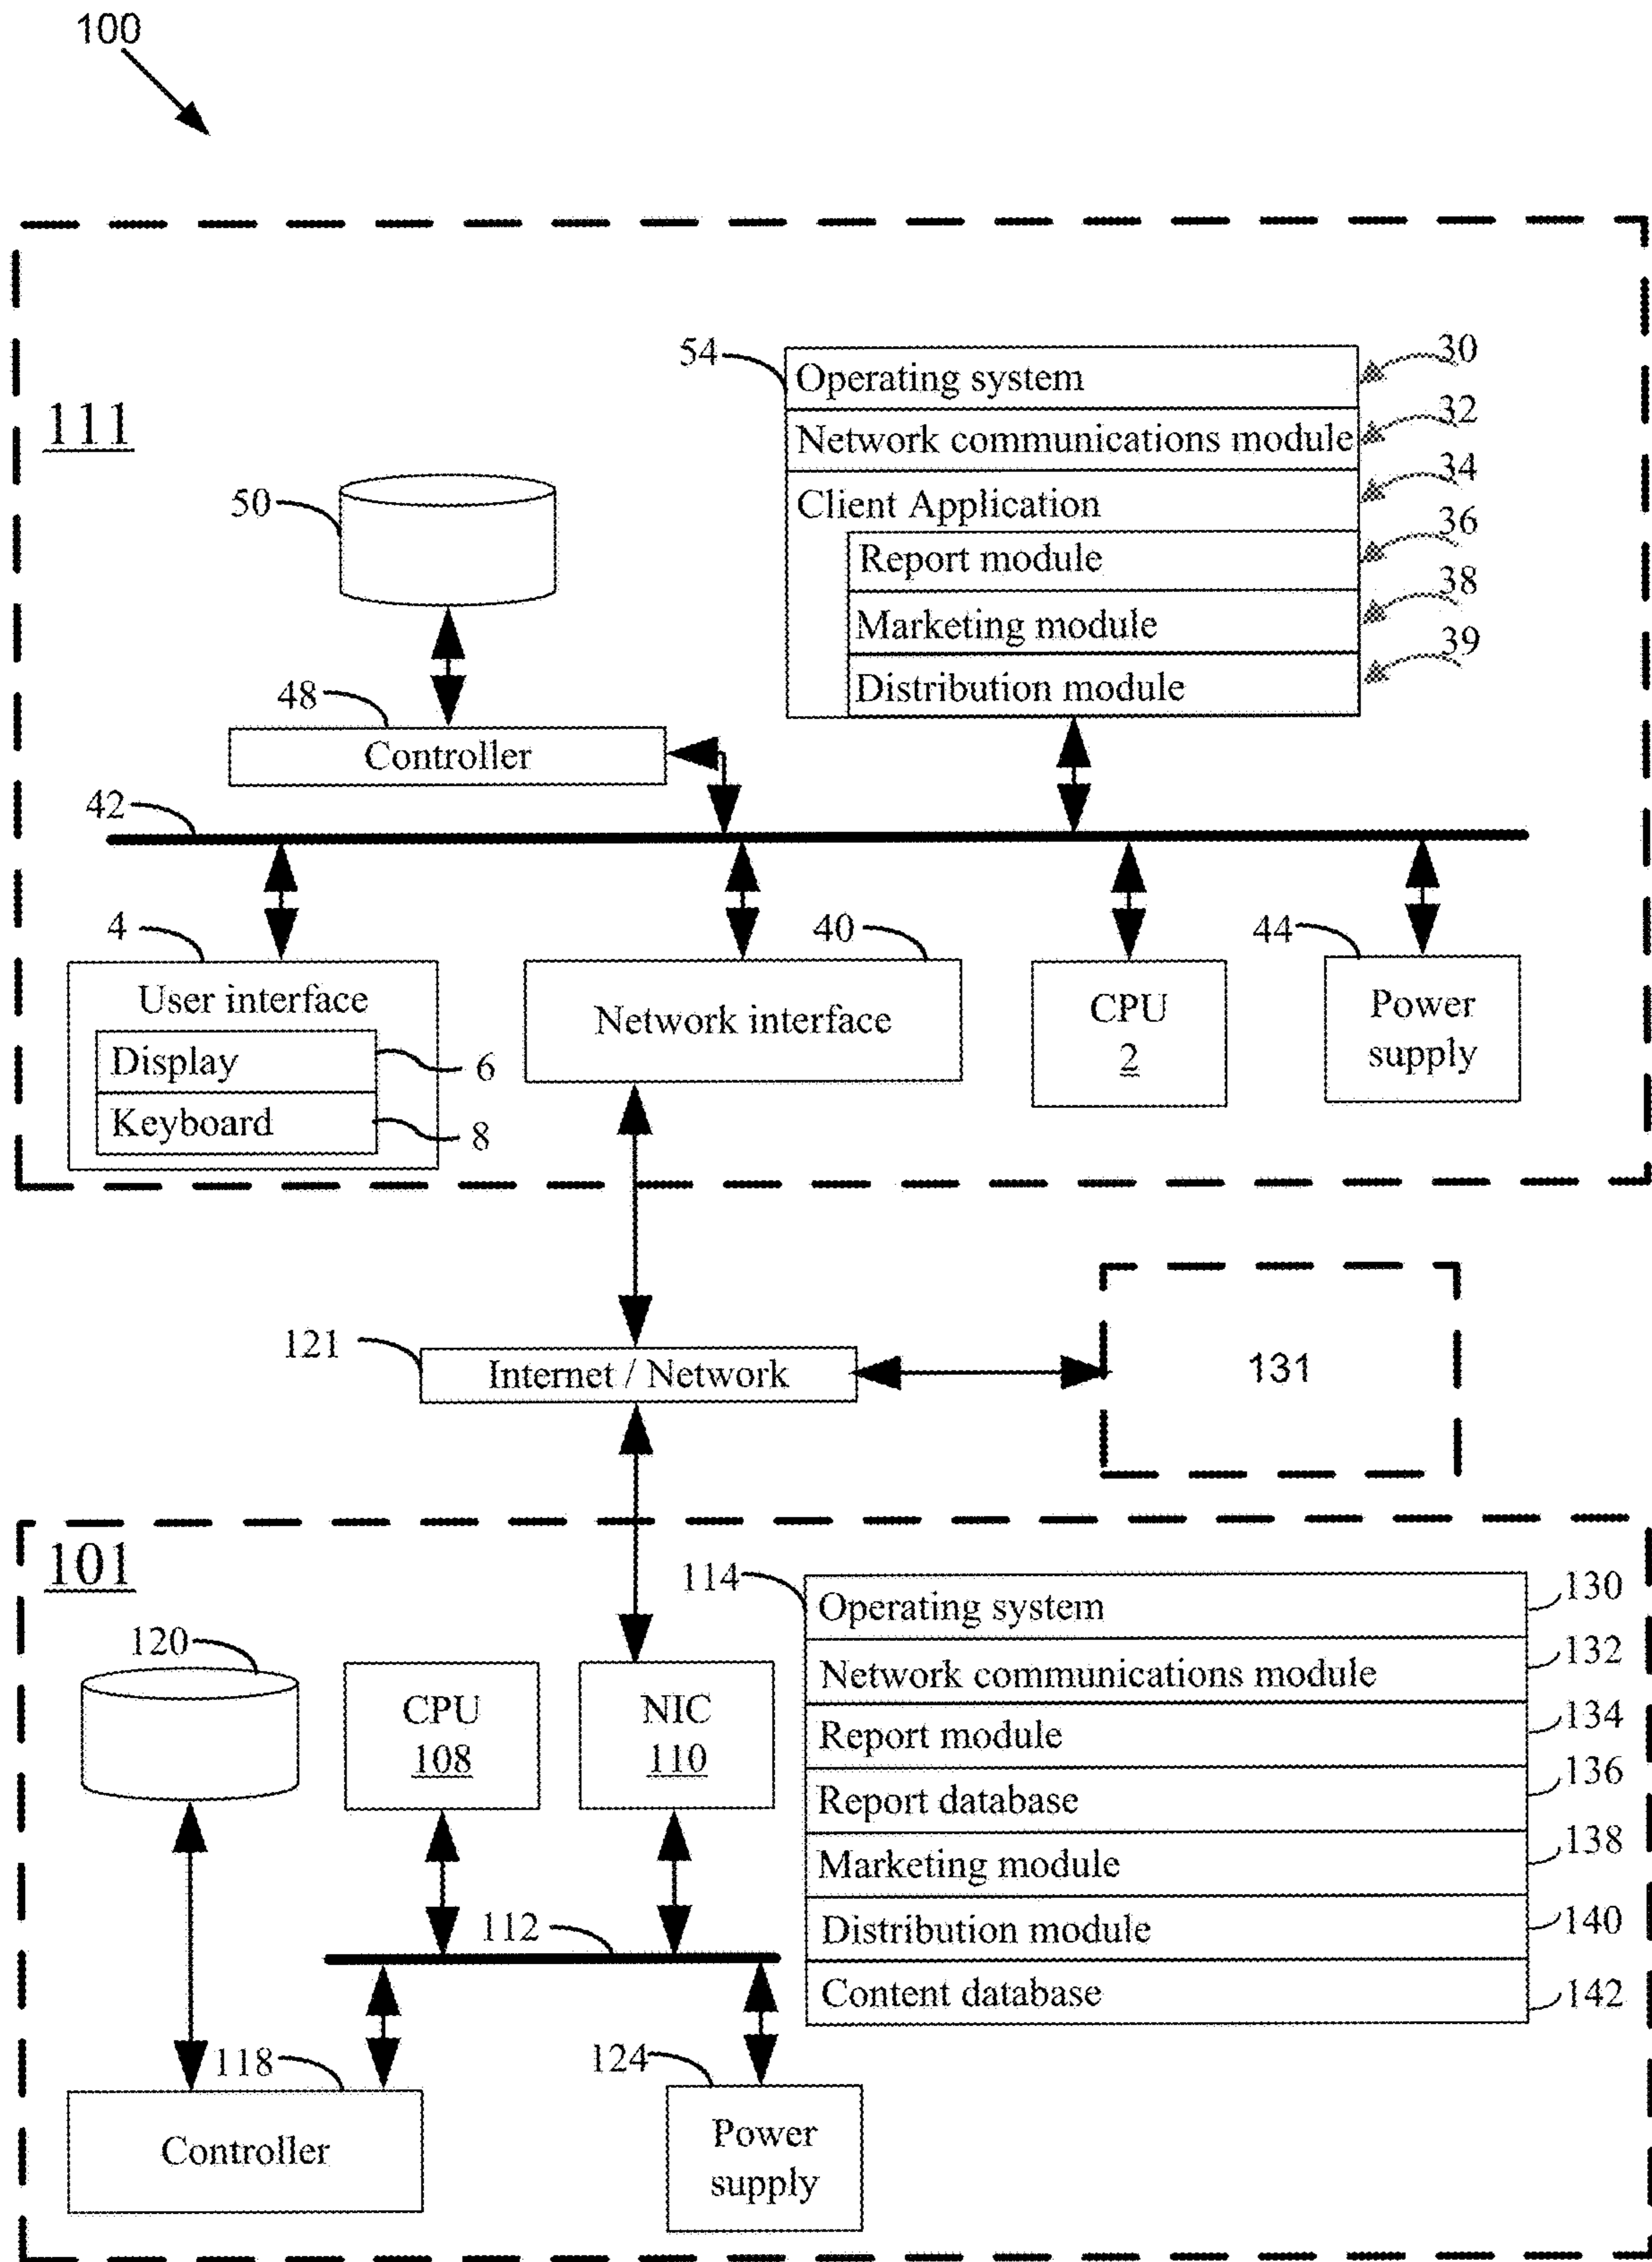 100
111
54
Operating system
30
Network communications module
32
Client Application
34
Report module
36
Marketing module
38
Distribution module
39
50
48
Controller
42
4
User interface
Display
6
Keyboard
8
40
Network interface
CPU
2
44
Power
supply
121
Internet / Network
131
101
114
Operating system
130
Network communications module
132
Report module
134
Report database
136
Marketing module
138
Distribution module
140
Content database
142
120
CPU
108
NIC
110
112
118
Controller
124
Power
supply